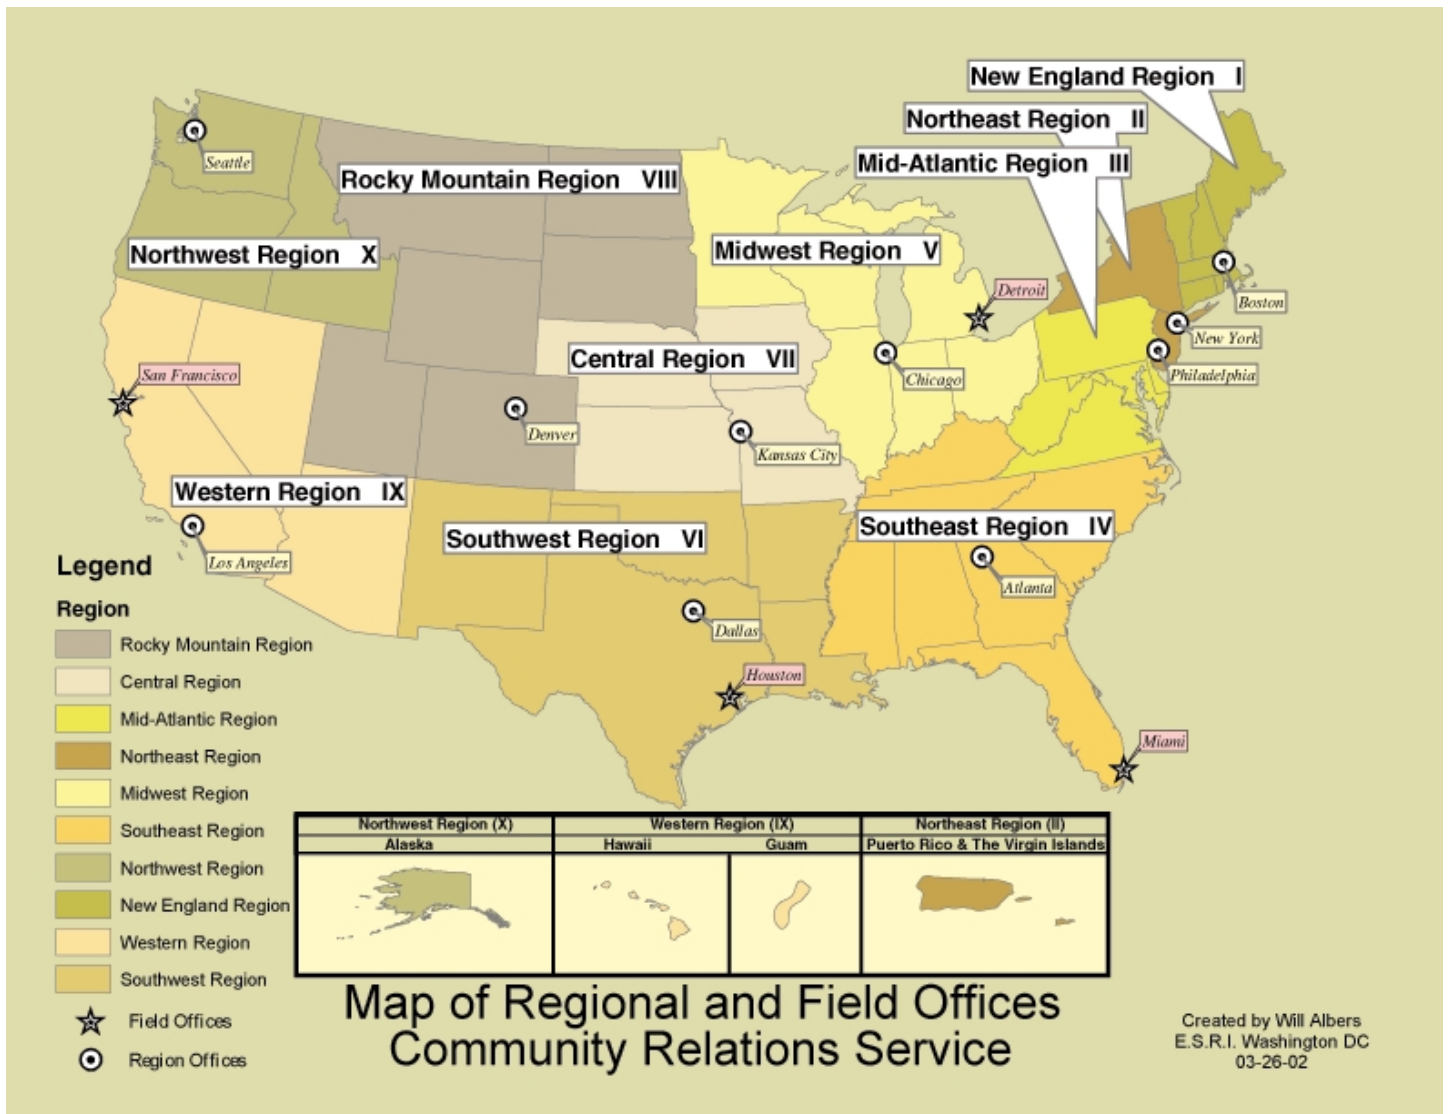 New England Region I
Northeast Region II
Mid-Atlantic Region III
Rocky Mountain Region VIII
Northwest Region X
Midwest Region V
Central Region VII
Western Region IX
Southwest Region VI
Southeast Region IV
Seattle
Detroit
Boston
New York
Philadelphia
San Francisco
Chicago
Denver
Kansas City
Los Angeles
Atlanta
Dallas
Houston
Miami
Legend
Region
Rocky Mountain Region
Central Region
Mid-Atlantic Region
Northeast Region
Midwest Region
Southeast Region
Northwest Region
New England Region
Western Region
Southwest Region
Field Offices
Region Offices
Northwest Region (X)
Alaska
Western Region (IX)
Hawaii
Guam
Northeast Region (II)
Puerto Rico & The Virgin Islands
Map of Regional and Field Offices
Community Relations Service
Created by Will Albers
E.S.R.I. Washington DC
03-26-02